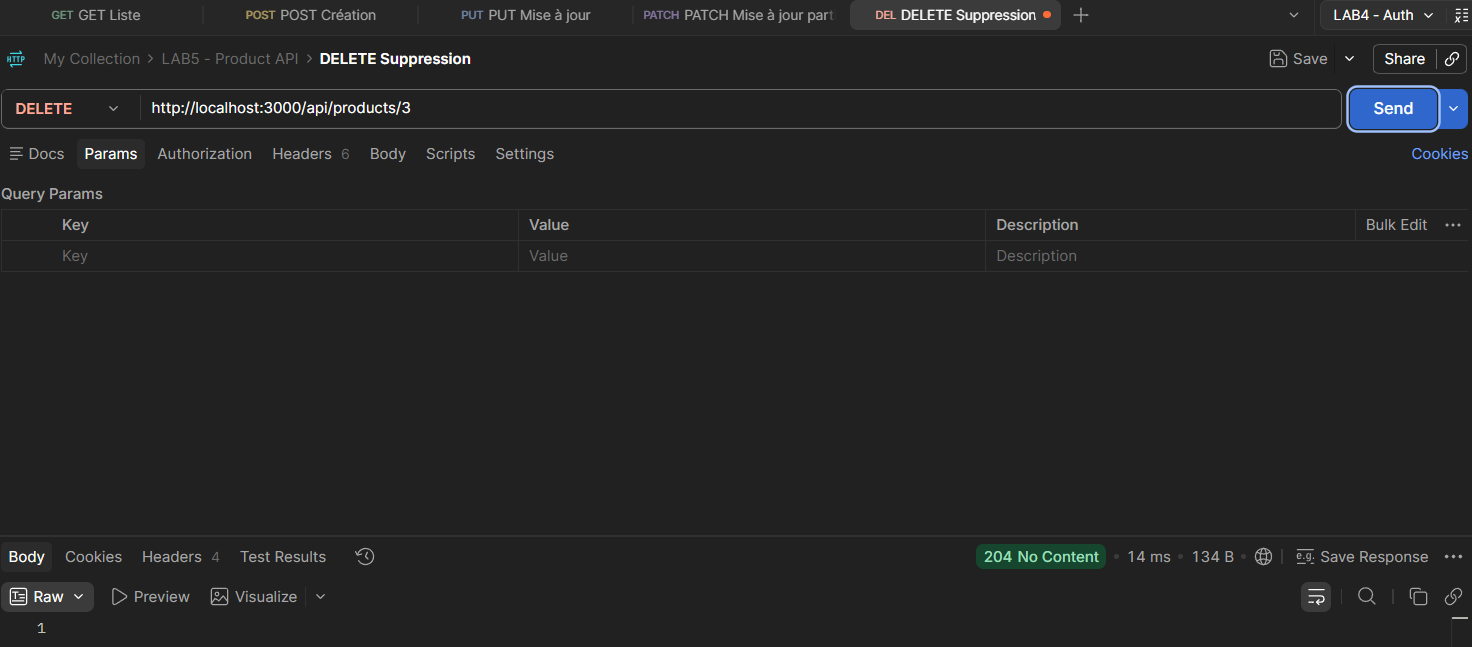 GET GET Liste POST POST Création PUT PUT Mise à jour PATCH PATCH Mise à jour part DEL DELETE Suppression LAB4 - Auth
HTTP My Collection > LAB5 - Product API > DELETE Suppression Save Share
DELETE http://localhost:3000/api/products/3 Send
Docs Params Authorization Headers 6 Body Scripts Settings Cookies
Query Params
Key Value Description Bulk Edit
Key Value Description
Body Cookies Headers 4 Test Results 204 No Content • 14 ms • 134 B • e.g. Save Response
Raw Preview Visualize
1